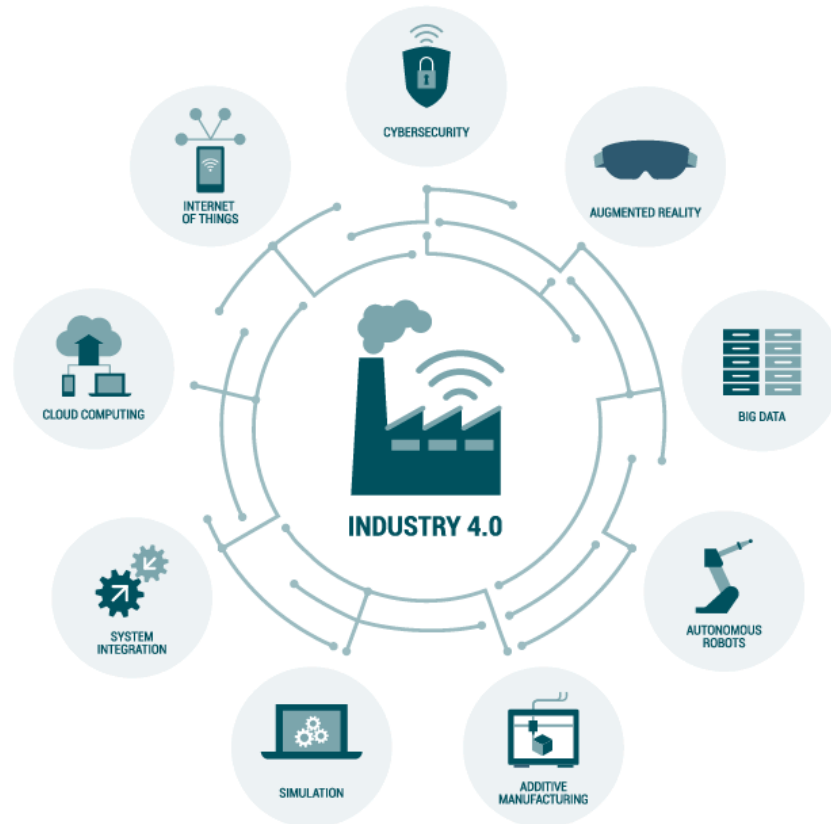 CYBERSECURITY
AUGMENTED REALITY
BIG DATA
AUTONOMOUS
ROBOTS
ADDITIVE
MANUFACTURING
SIMULATION
SYSTEM
INTEGRATION
CLOUD COMPUTING
INTERNET
OF THINGS
INDUSTRY 4.0